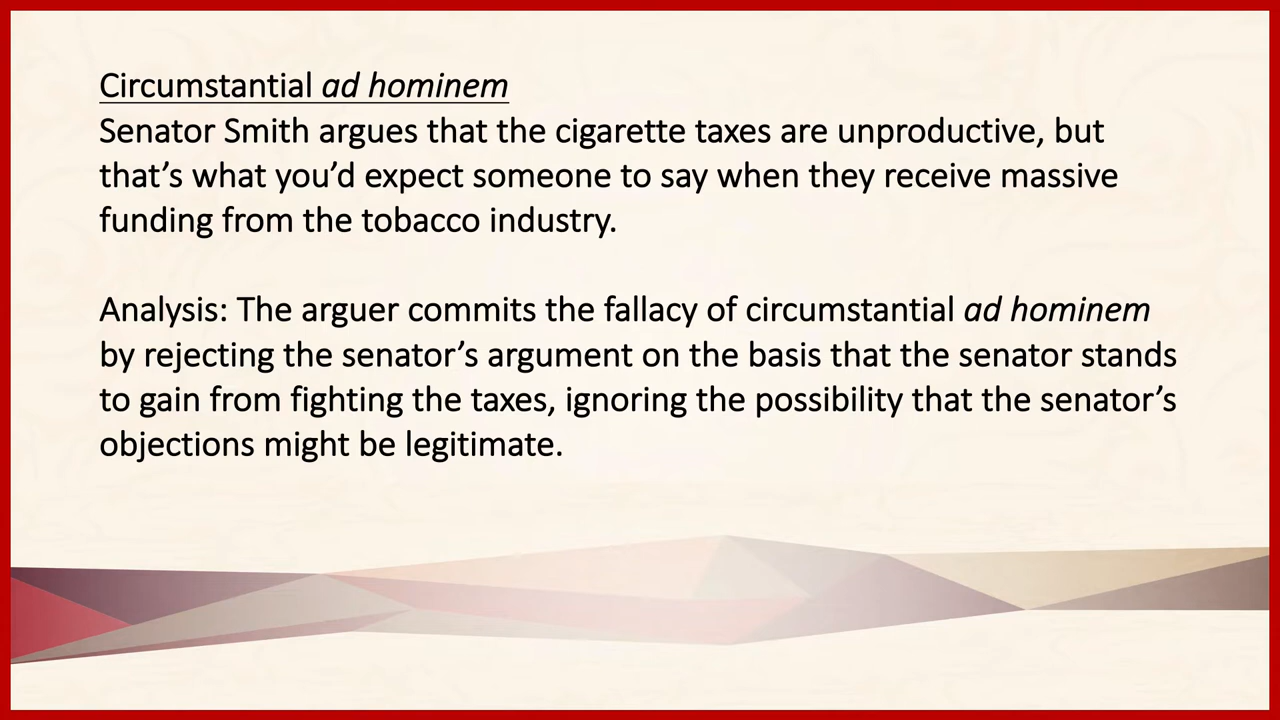 Circumstantial ad hominem
Senator Smith argues that the cigarette taxes are unproductive, but
that’s what you’d expect someone to say when they receive massive
funding from the tobacco industry.
Analysis: The arguer commits the fallacy of circumstantial ad hominem
by rejecting the senator’s argument on the basis that the senator stands
to gain from fighting the taxes, ignoring the possibility that the senator’s
objections might be legitimate.